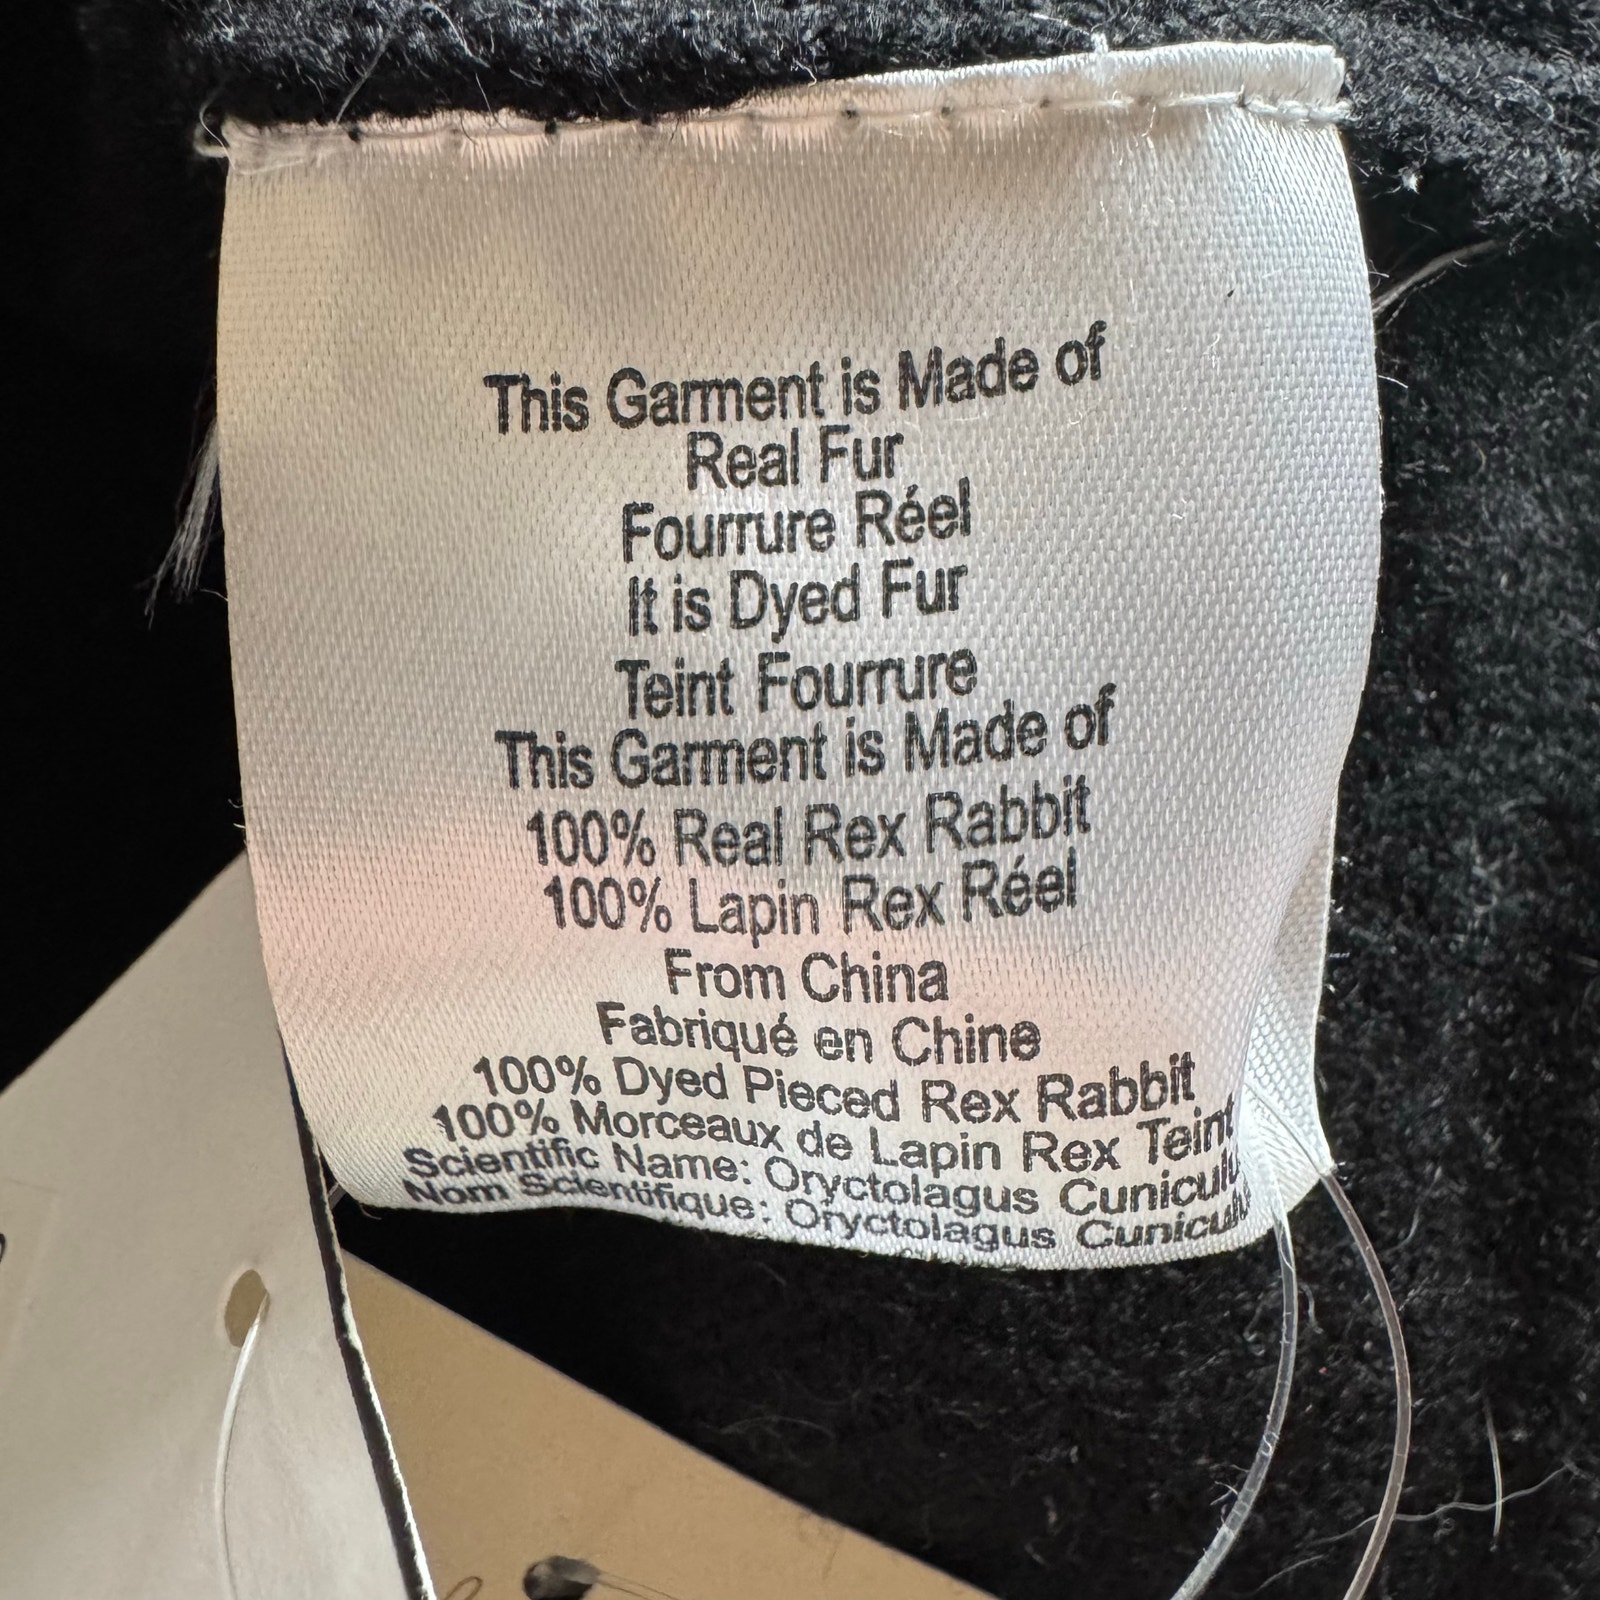 This Garment is Made of
Real Fur
Fourrure Réel
It is Dyed Fur
Teint Fourrure
This Garment is Made of
100% Real Rex Rabbit
100% Lapin Rex Réel
From China
Fabriqué en Chine
100% Dyed Pieced Rex Rabbit
100% Morceaux de Lapin Rex Teint
Scientific Name: Oryctolagus
Nom Scientifique: Oryctolagus